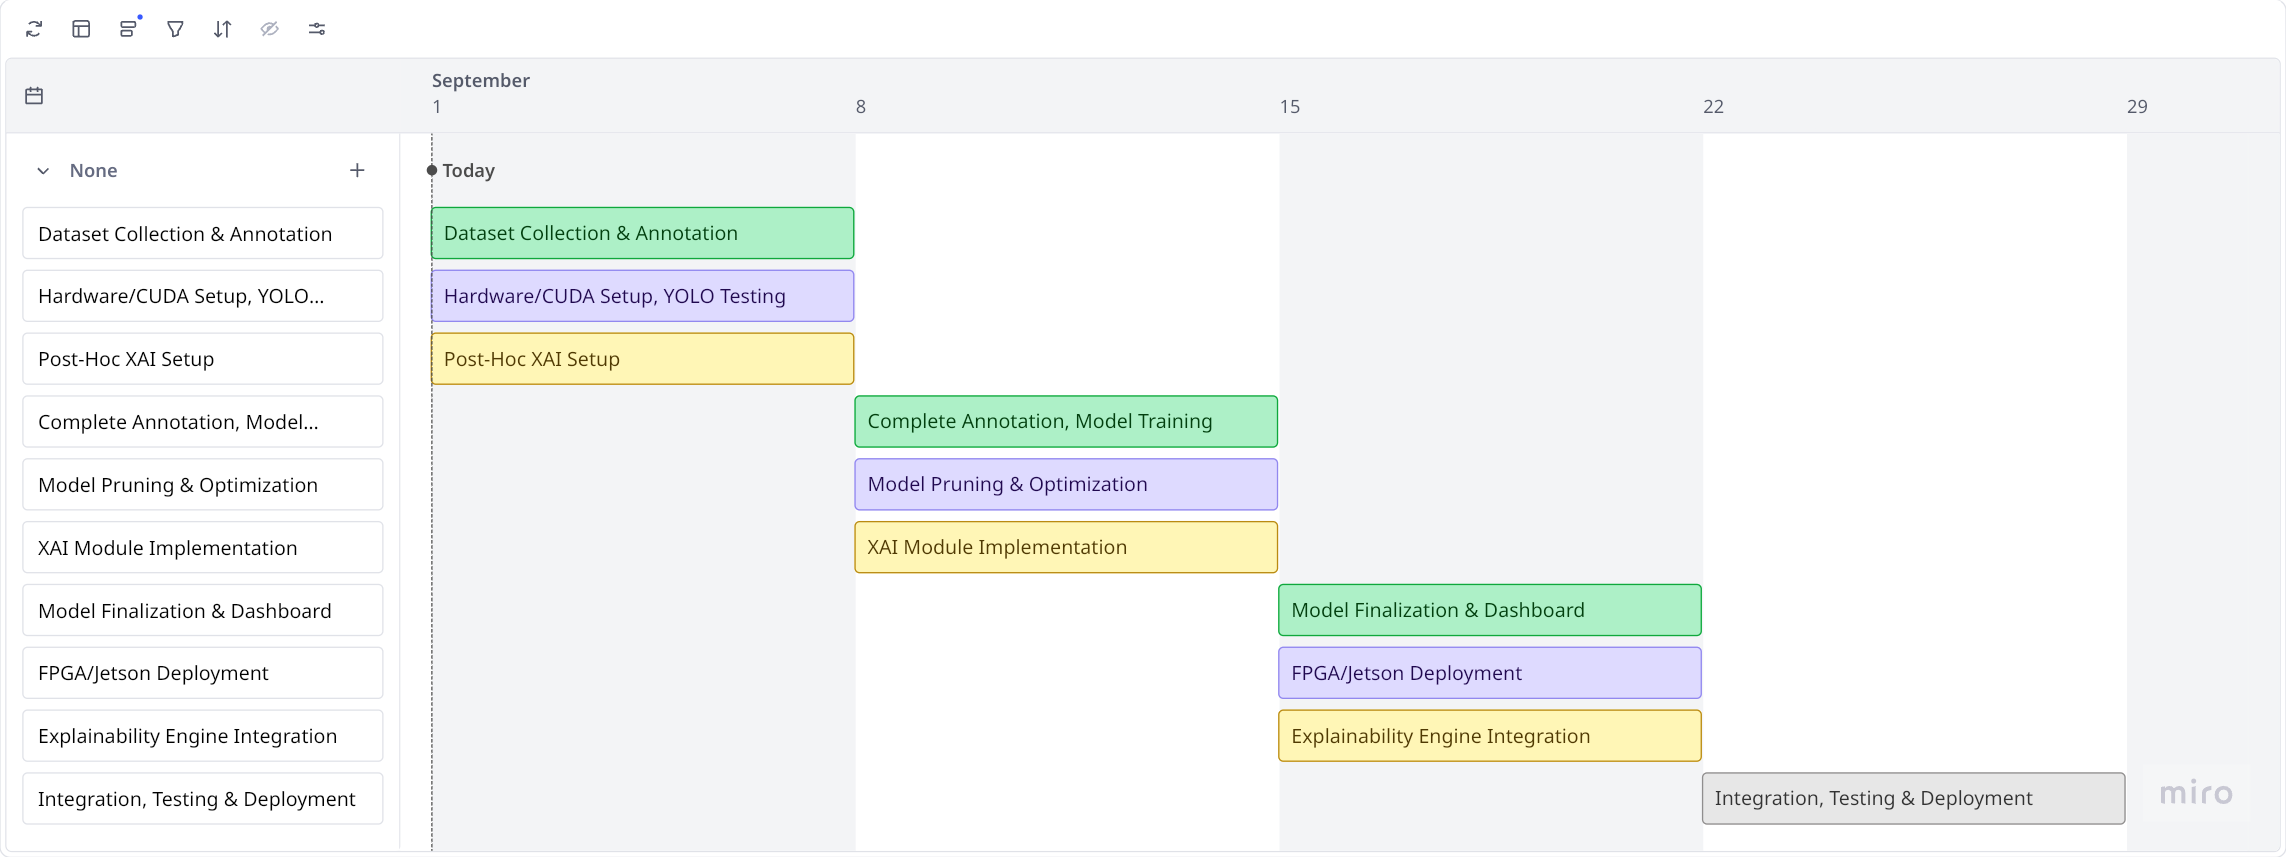 September
1
8
15
22
29
None
Today
Dataset Collection & Annotation
Dataset Collection & Annotation
Hardware/CUDA Setup, YOLO...
Hardware/CUDA Setup, YOLO Testing
Post-Hoc XAI Setup
Post-Hoc XAI Setup
Complete Annotation, Model...
Complete Annotation, Model Training
Model Pruning & Optimization
Model Pruning & Optimization
XAI Module Implementation
XAI Module Implementation
Model Finalization & Dashboard
Model Finalization & Dashboard
FPGA/Jetson Deployment
FPGA/Jetson Deployment
Explainability Engine Integration
Explainability Engine Integration
Integration, Testing & Deployment
Integration, Testing & Deployment
miro